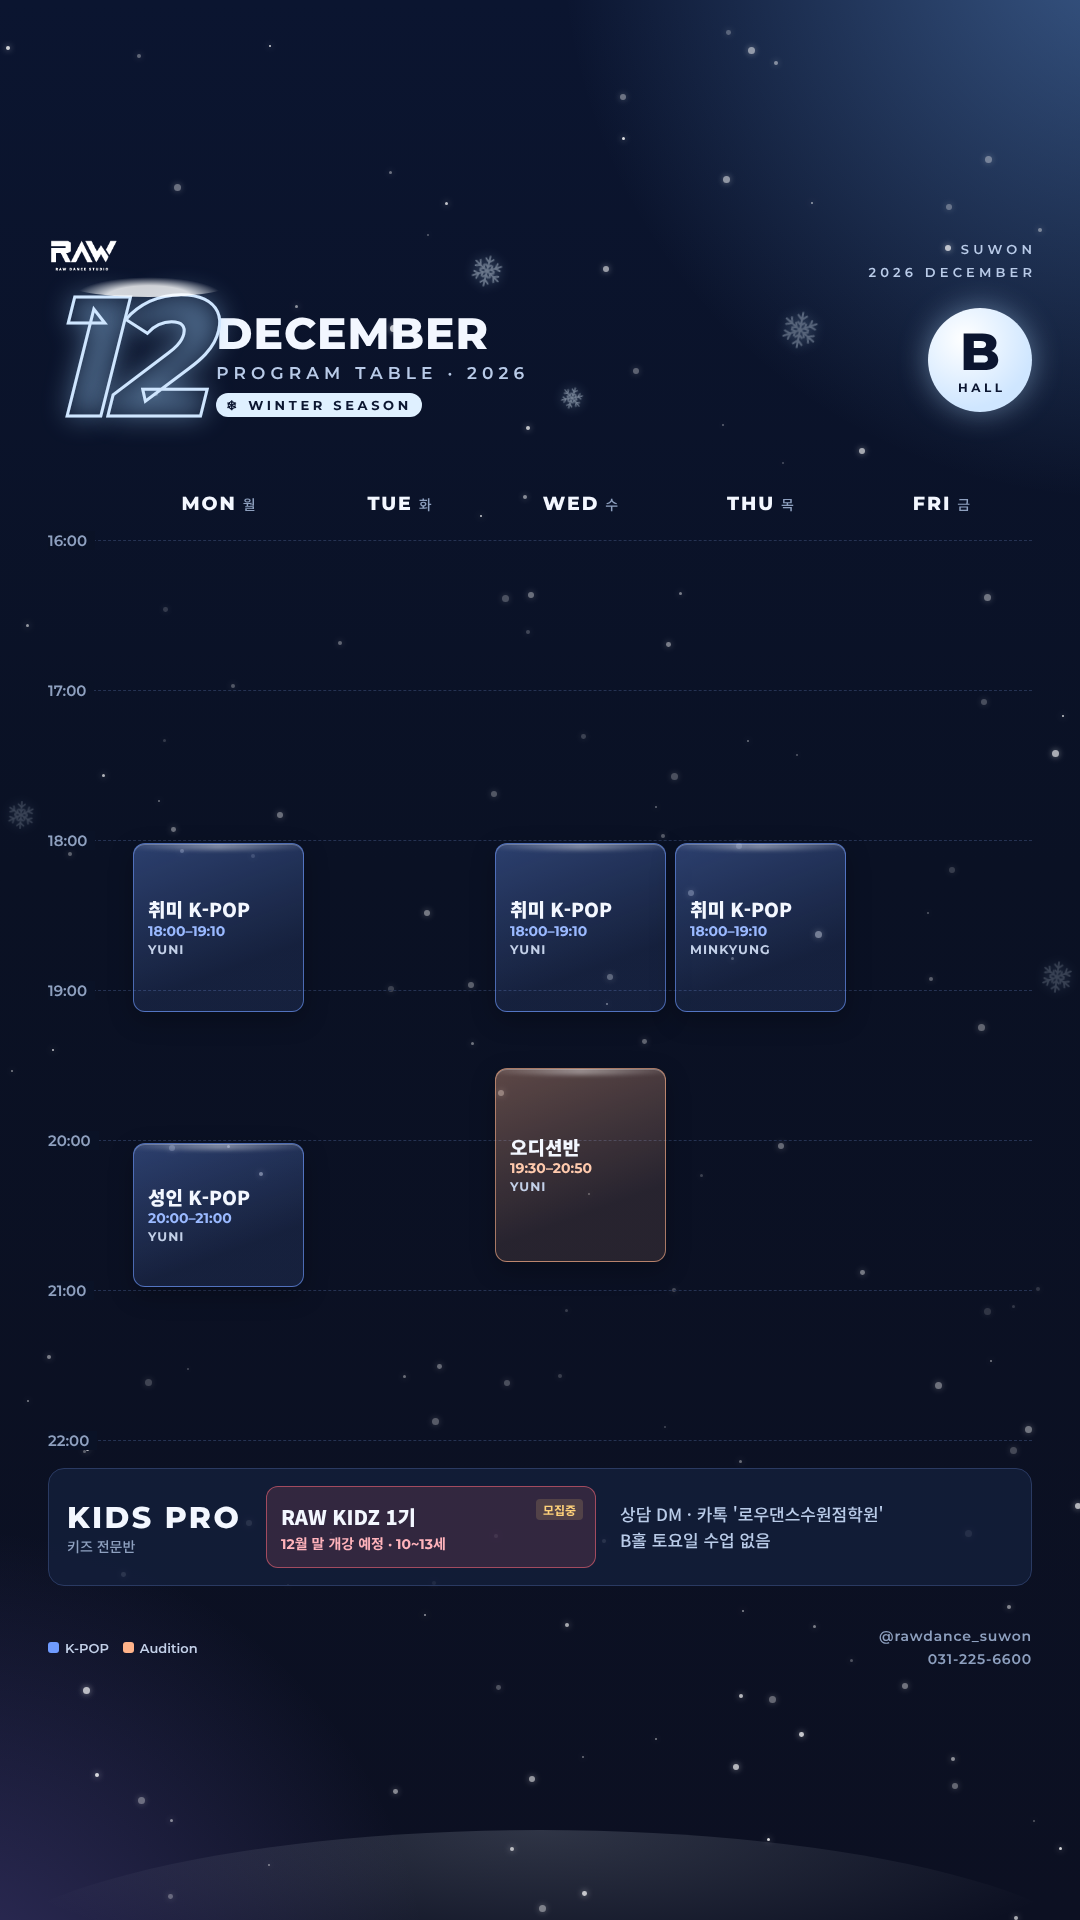 RAW
RAW DANCE STUDIO
SUWON
2026 DECEMBER
12
DECEMBER
PROGRAM TABLE · 2026
❄ WINTER SEASON
B
HALL
MON 월 TUE 화 WED 수 THU 목 FRI 금
16:00
17:00
18:00
취미 K-POP
18:00–19:10
YUNI
취미 K-POP
18:00–19:10
YUNI
취미 K-POP
18:00–19:10
MINKYUNG
19:00
오디션반
19:30–20:50
YUNI
20:00
성인 K-POP
20:00–21:00
YUNI
21:00
22:00
KIDS PRO
키즈 전문반
RAW KIDZ 1기
모집중
12월 말 개강 예정 · 10~13세
상담 DM · 카톡 '로우댄스수원점학원'
B홀 토요일 수업 없음
K-POP Audition
@rawdance_suwon
031-225-6600